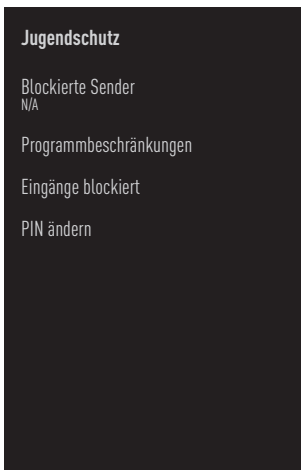 Jugendschutz
Blockierte Sender
N/A
Programmbeschränkungen
Eingänge blockiert
PIN ändern